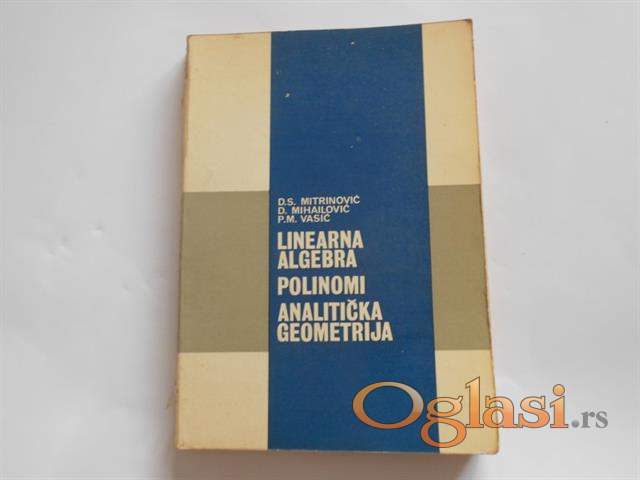 D.S. MITRINOVIĆ
D. MIHAILOVIĆ
P.M. VASIĆ
LINEARNA
ALGEBRA
POLINOMI
ANALITIČKA
GEOMETRIJA
Oglasi.rs